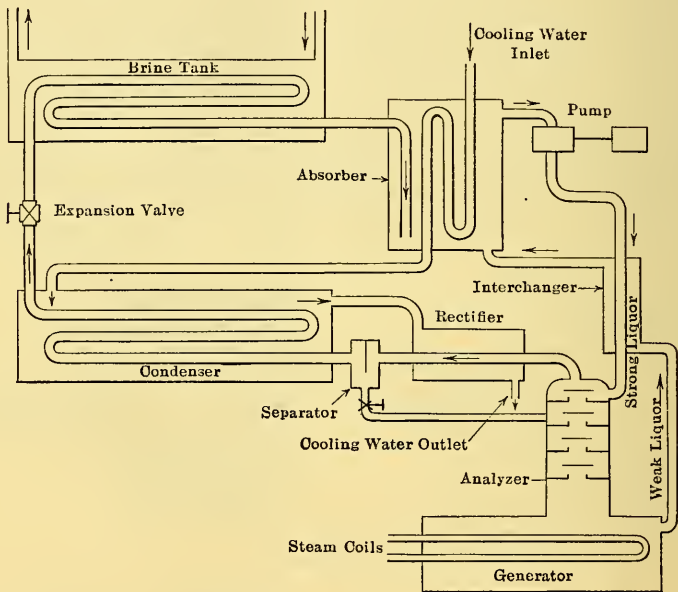 Cooling Water
Inlet
Brine Tank
Pump
Absorber
Expansion Valve
Interchanger
Rectifier
Strong Liquor
Condenser
Separator
Cooling Water Outlet
Weak Liquor
Analyzer
Steam Coils
Generator